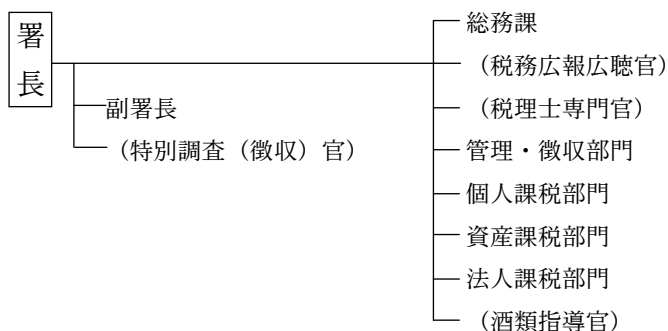 署長
副署長
（特別調査（徴収）官）
総務課
（税務広報広聴官）
（税理士専門官）
管理・徴収部門
個人課税部門
資産課税部門
法人課税部門
（酒類指導官）